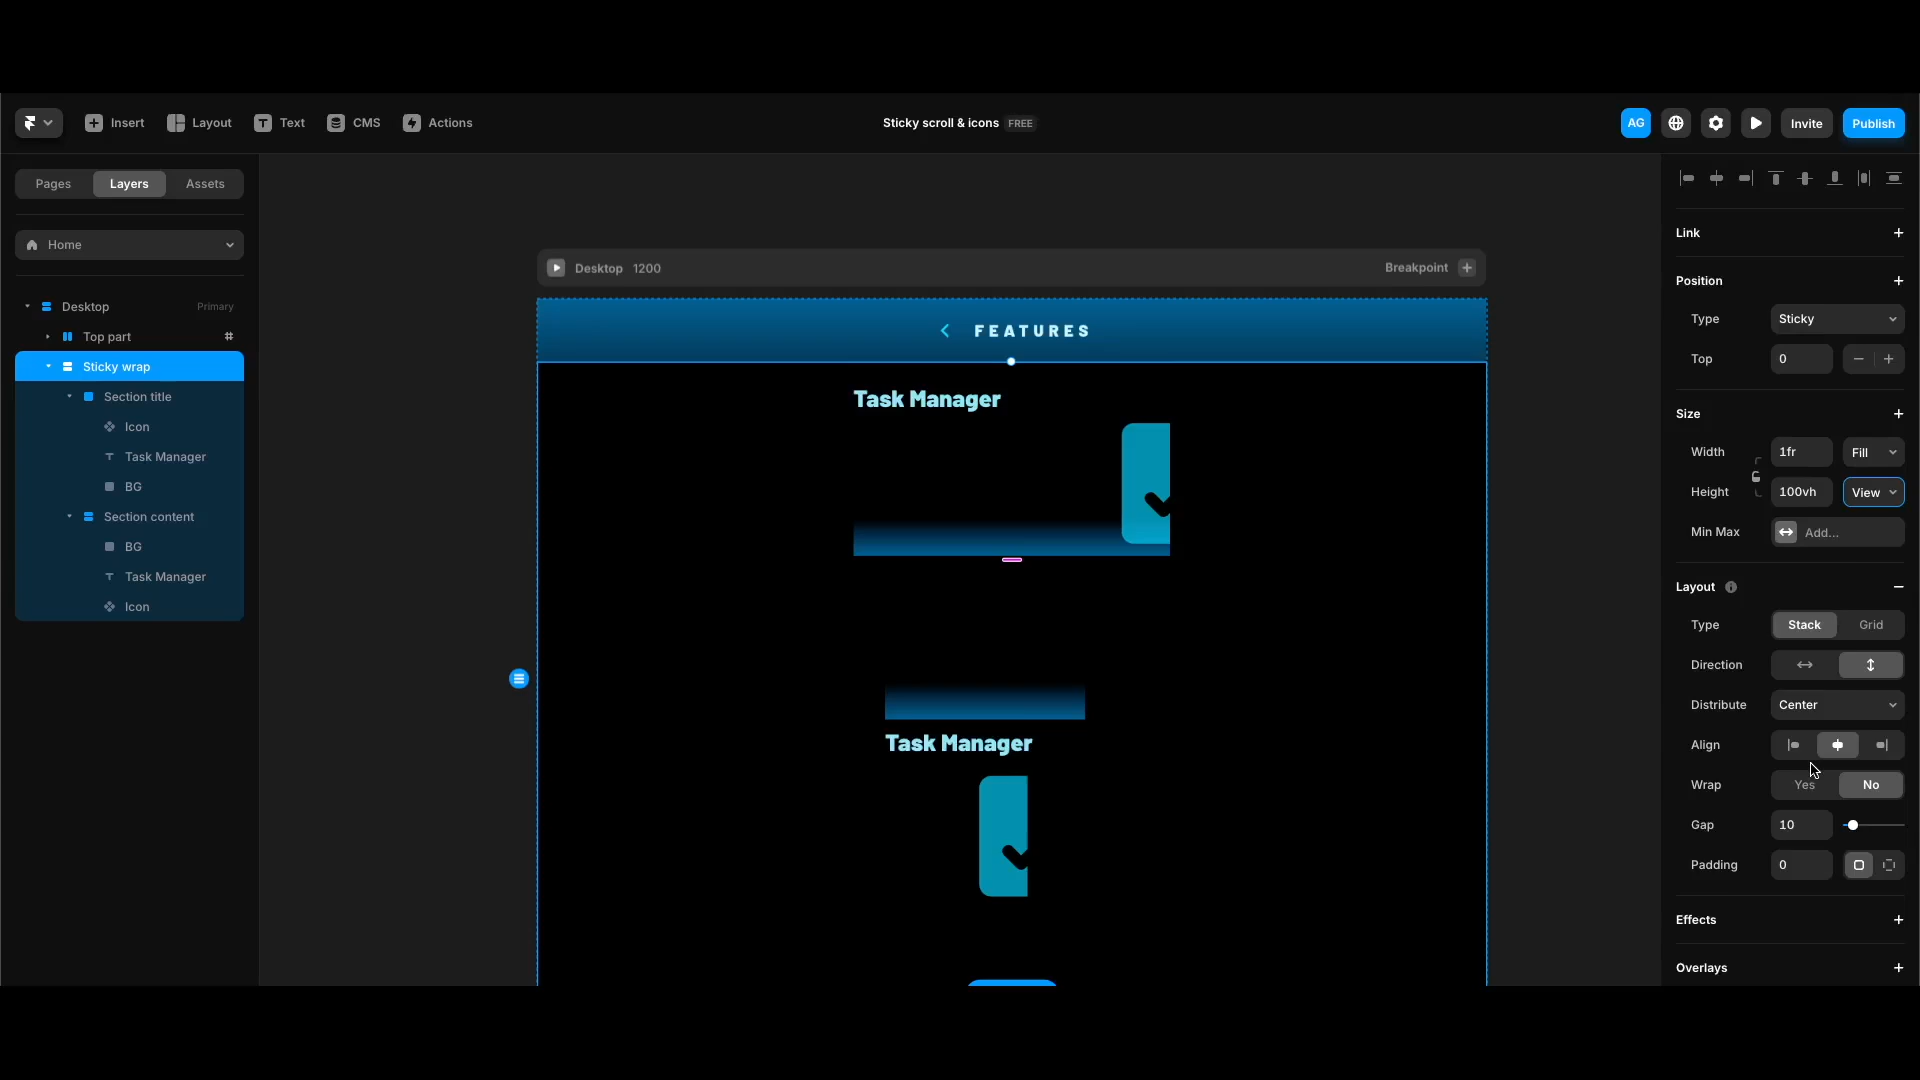 Insert
Layout
Text
CMS
Actions
Sticky scroll & icons FREE
AG
Invite
Publish
Pages
Layers
Assets
Home
Desktop Primary
Top part
Sticky wrap
Section title
Icon
Task Manager
BG
Section content
BG
Task Manager
Icon
Desktop 1200
Breakpoint
FEATURES
Task Manager
Task Manager
Link
Position
Type Sticky
Top 0
Size
Width 1fr Fill
Height 100vh View
Min Max Add...
Layout
Type Stack Grid
Direction
Distribute Center
Align
Wrap Yes No
Gap 10
Padding 0
Effects
Overlays